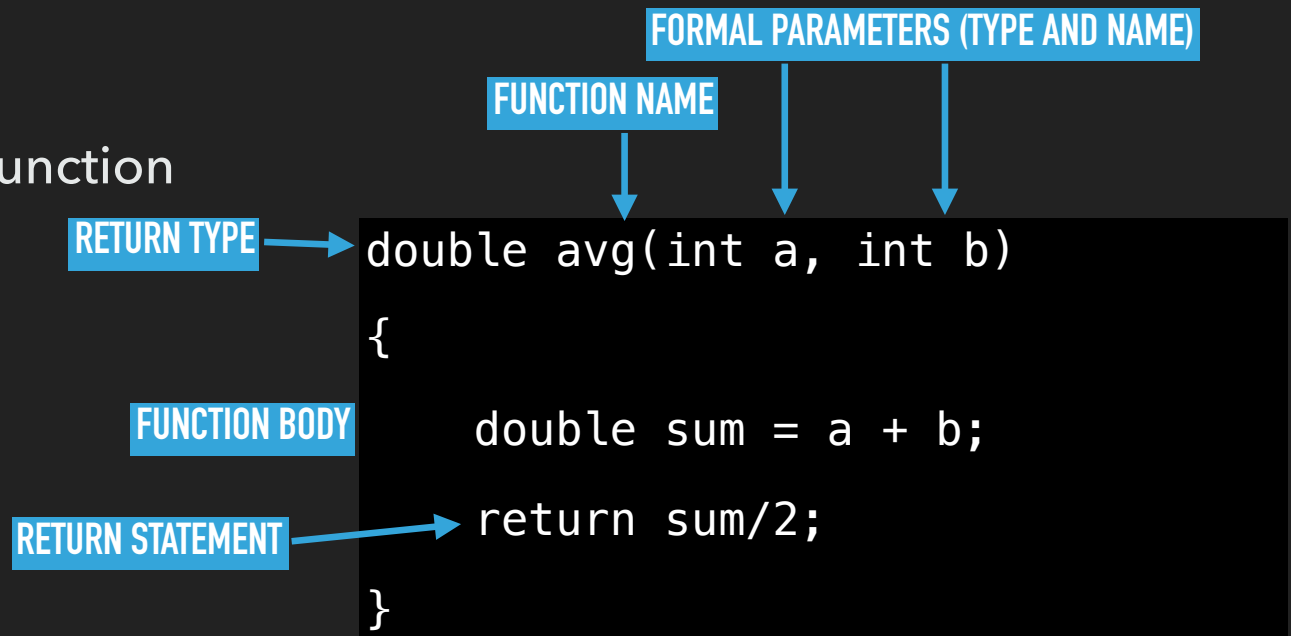 FORMAL PARAMETERS (TYPE AND NAME)
FUNCTION NAME
unction
RETURN TYPE
double avg(int a, int b)
{
FUNCTION BODY
double sum = a + b;
RETURN STATEMENT
return sum/2;
}